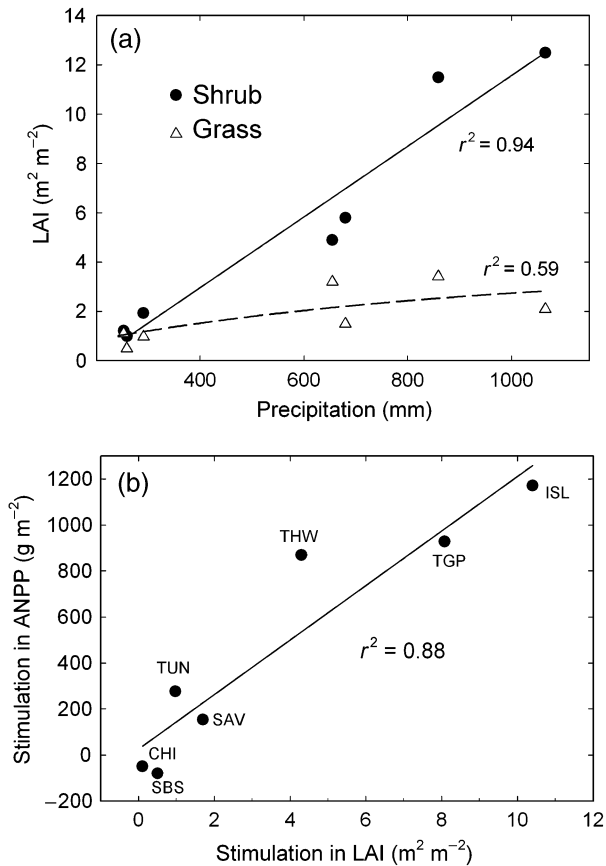 (a)
Shrub
Grass
r² = 0.94
r² = 0.59
14
12
10
8
6
4
2
0
LAI (m² m⁻²)
400 600 800 1000
Precipitation (mm)
(b)
ISL
THW
TGP
r² = 0.88
TUN
SAV
CHI
SBS
1200
1000
800
600
400
200
0
−200
Stimulation in ANPP (g m⁻²)
0 2 4 6 8 10 12
Stimulation in LAI (m² m⁻²)